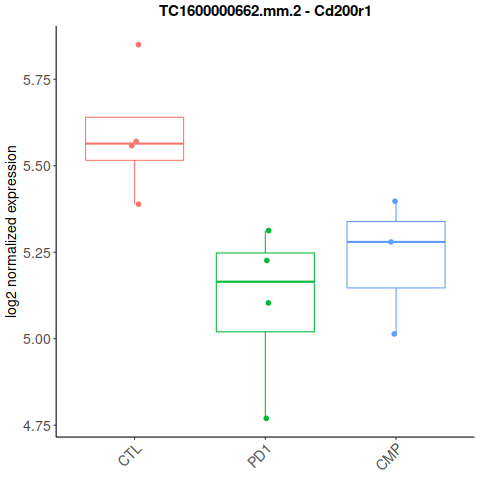 TC1600000662.mm.2 - Cd200r1
log2 normalized expression
5.75
5.50
5.25
5.00
4.75
CTL
PD1
CMP